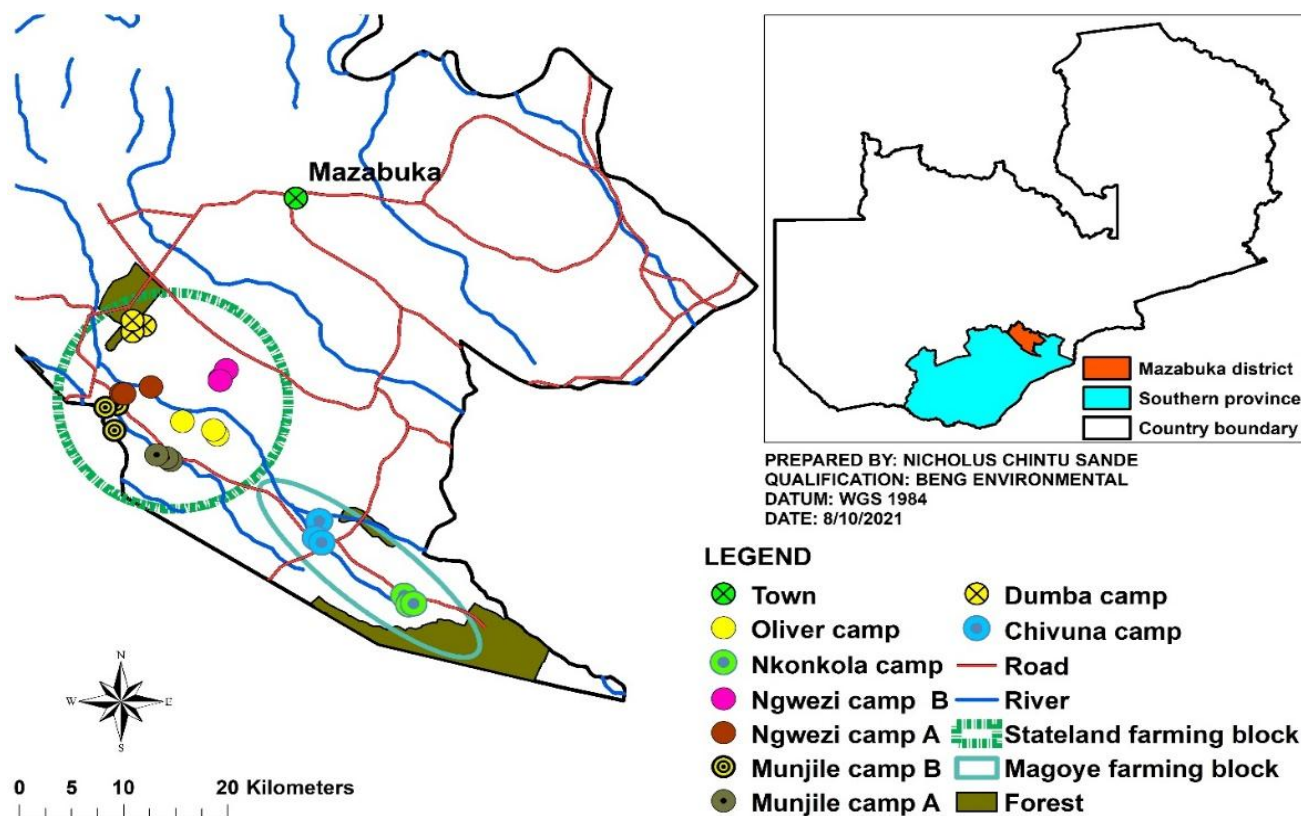 Mazabuka
Mazabuka district
Southern province
Country boundary
PREPARED BY: NICHOLUS CHINTU SANDE
QUALIFICATION: BENG ENVIRONMENTAL
DATUM: WGS 1984
DATE: 8/10/2021
LEGEND
Town
Oliver camp
Nkonkola camp
Ngwezi camp B
Ngwezi camp A
Munjile camp B
Munjile camp A
Dumba camp
Chivuna camp
Road
River
Stateland farming block
Magoye farming block
Forest
N
W E
S
0 5 10 20 Kilometers